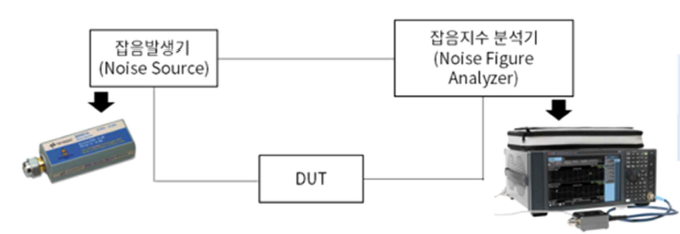 잡음발생기
(Noise Source)
잡음지수 분석기
(Noise Figure
Analyzer)
DUT